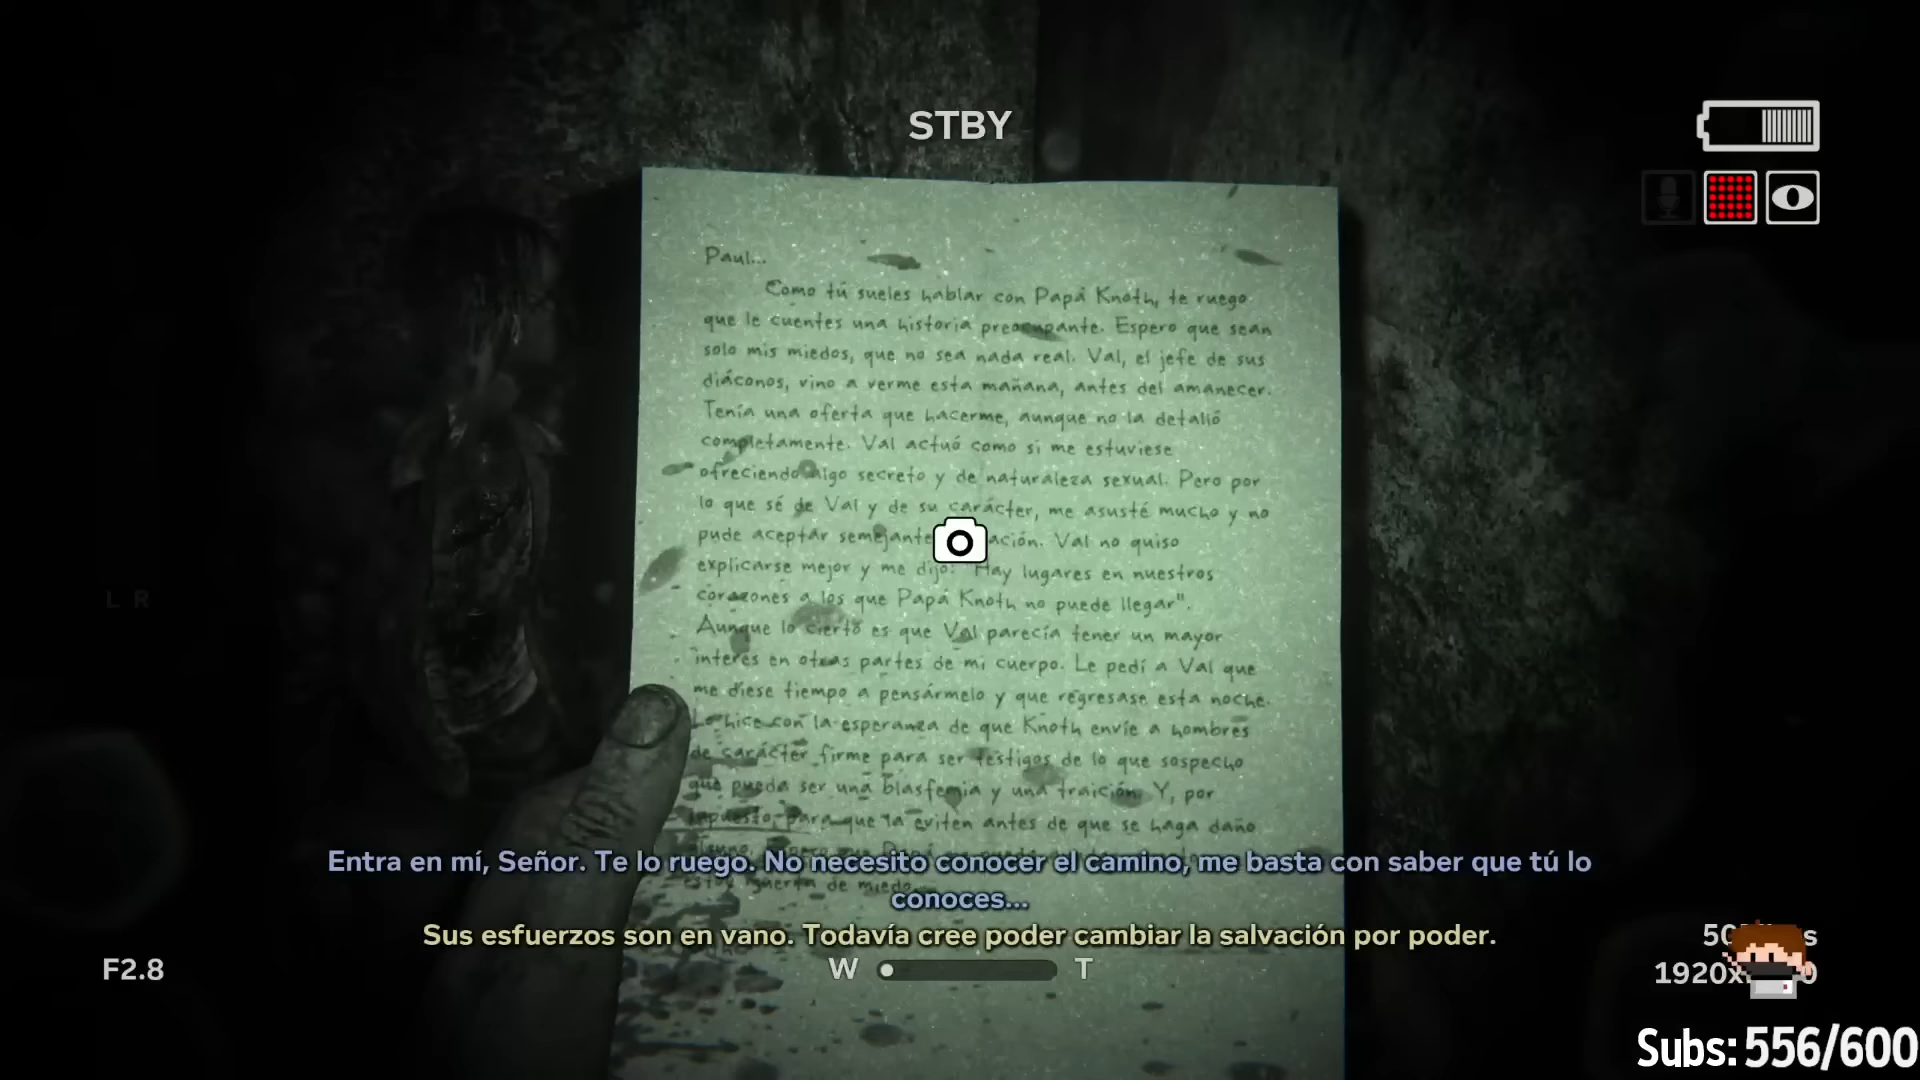 STBY
Paul...
Como tú sueles hablar con Papá Knoth, te ruego
que le cuentes una historia preocupante. Espero que sean
solo mis miedos, que no sea nada real. Val, el jefe de sus
diáconos, vino a verme esta mañana, antes del amanecer.
Tenía una oferta que hacerme, aunque no la detalló
completamente. Val actuó como si me estuviese
ofreciendo algo secreto y de naturaleza sexual. Pero por
lo que sé de Val y de su carácter, me asusté mucho y no
pude aceptar semejante ación. Val no quiso
explicarse mejor y me dijo: "Hay lugares en nuestros
corazones a los que Papá Knoth no puede llegar".
Aunque lo cierto es que Val parecía tener un mayor
interés en otras partes de mi cuerpo. Le pedí a Val que
me diese tiempo a pensármelo y que regresase esta noche.
Lo hice con la esperanza de que Knoth envíe a hombres
de carácter firme para ser testigos de lo que sospecho
que pueda ser una blasfemia y una traición. Y, por
supuesto, para que la eviten antes de que se haga daño
estoy muerta de miedo.
Entra en mí, Señor. Te lo ruego. No necesito conocer el camino, me basta con saber que tú lo
conoces...
Sus esfuerzos son en vano. Todavía cree poder cambiar la salvación por poder.
L R
F2.8
W T
50
1920x
Subs: 556/600